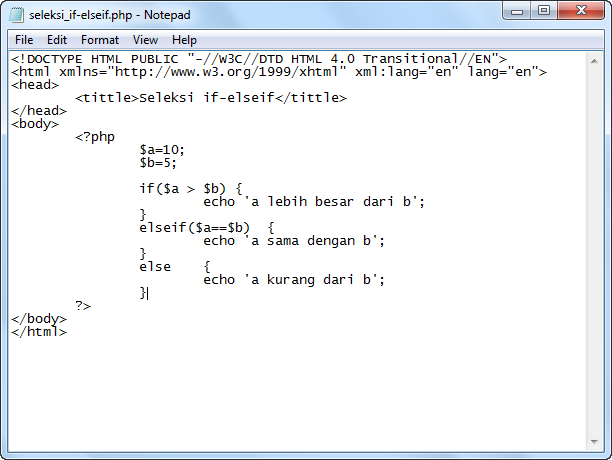 seleksi_if-elseif.php - Notepad
File Edit Format View Help
<!DOCTYPE HTML PUBLIC "-//W3C//DTD HTML 4.0 Transitional//EN">
<html xmlns="http://www.w3.org/1999/xhtml" xml:lang="en" lang="en">
<head>
<tittle>Seleksi if-elseif</tittle>
</head>
<body>
<?php
$a=10;
$b=5;
if($a > $b) {
echo 'a lebih besar dari b';
}
elseif($a==$b) {
echo 'a sama dengan b';
}
else {
echo 'a kurang dari b';
}
?>
</body>
</html>